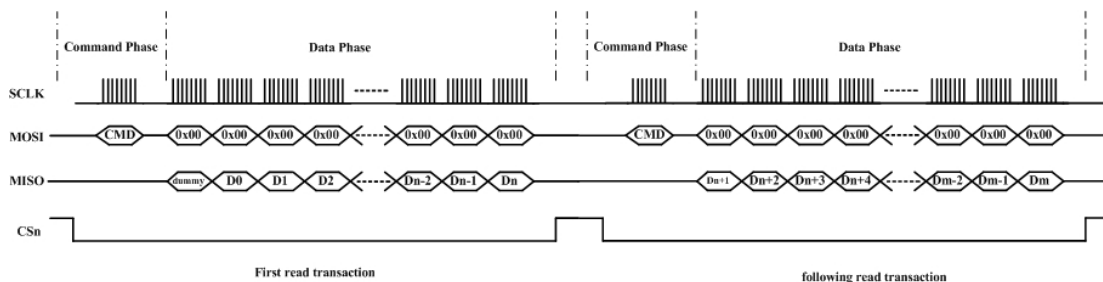 Command Phase Data Phase Command Phase Data Phase
SCLK
MOSI CMD 0x00 0x00 0x00 0x00 0x00 0x00 0x00 CMD 0x00 0x00 0x00 0x00 0x00 0x00 0x00
MISO dummy D0 D1 D2 Dn-2 Dn-1 Dn Dn+1 Dn+2 Dn+3 Dn+4 Dm-2 Dm-1 Dm
CSn
First read transaction following read transaction